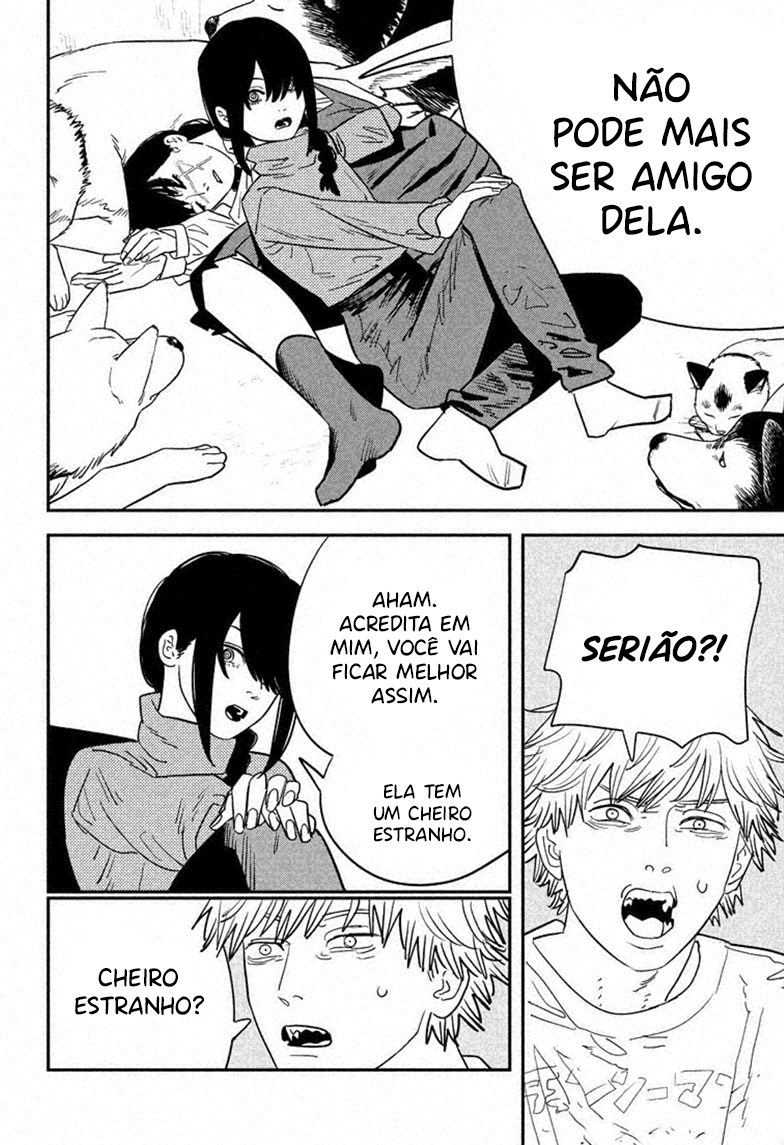 NÃO
PODE MAIS
SER AMIGO
DELA.
SERIÃO?!
AHAM.
ACREDITA EM
MIM, VOCÊ VAI
FICAR MELHOR
ASSIM.
ELA TEM
UM CHEIRO
ESTRANHO.
CHEIRO
ESTRANHO?